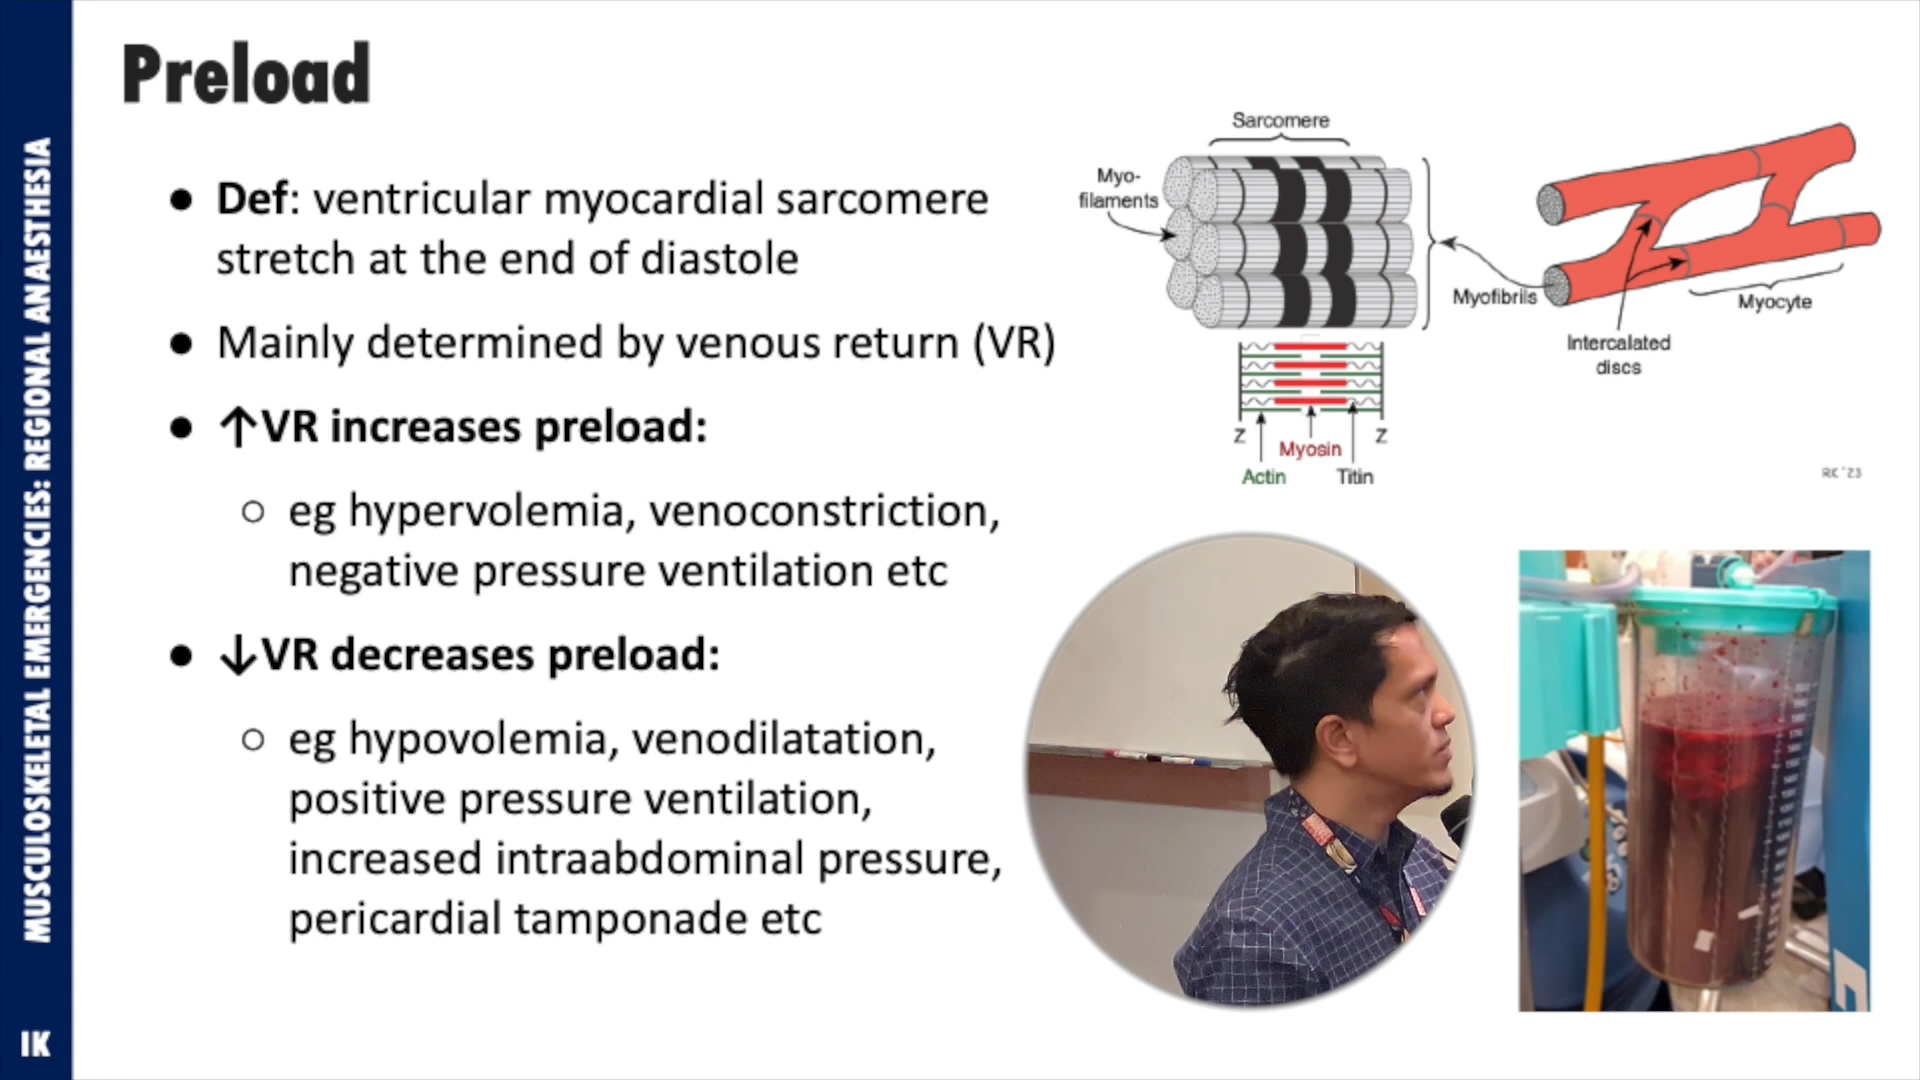 Preload
● Def: ventricular myocardial sarcomere
stretch at the end of diastole
● Mainly determined by venous return (VR)
● ↑VR increases preload:
○ eg hypervolemia, venoconstriction,
negative pressure ventilation etc
● ↓VR decreases preload:
○ eg hypovolemia, venodilatation,
positive pressure ventilation,
increased intraabdominal pressure,
pericardial tamponade etc
Sarcomere
Myo-
filaments
Myofibrils
Myocyte
Intercalated
discs
Z
Z
Myosin
Actin
Titin
RC '23
MUSCULOSKELETAL EMERGENCIES: REGIONAL ANAESTHESIA
IK